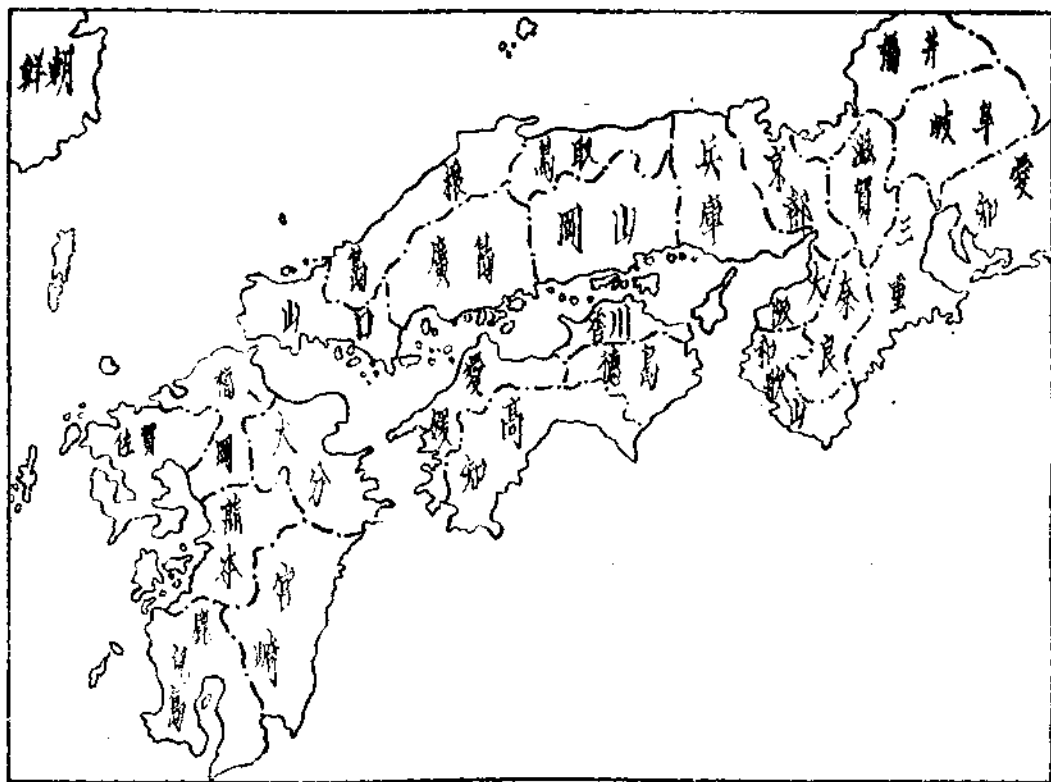 朝鮮
福井
岐阜
愛知
滋賀
京都
兵庫
鳥取
岡山
廣島
島根
山口
三重
奈良
大阪
和歌山
香川
德島
愛媛
高知
福岡
佐賀
大分
熊本
宮崎
鹿兒島